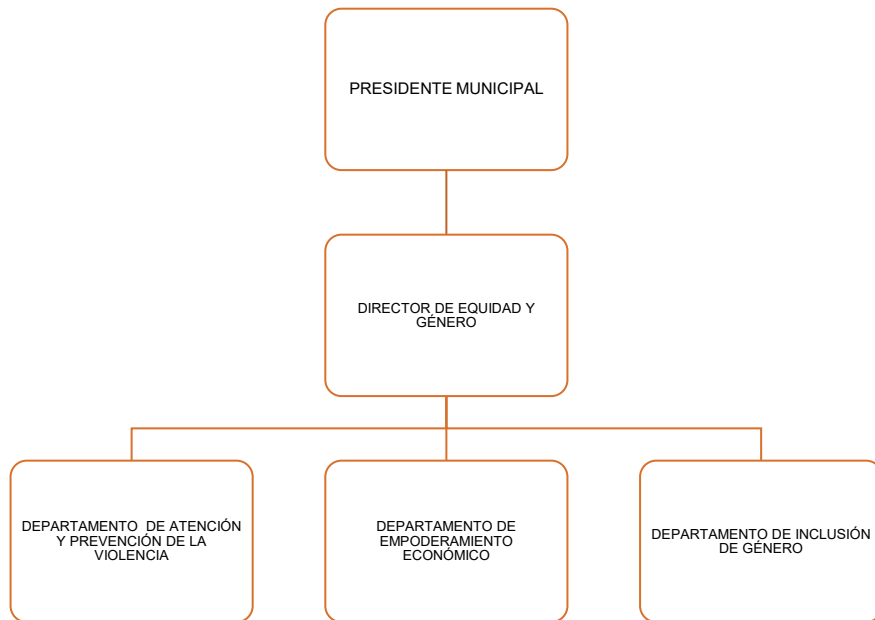 PRESIDENTE MUNICIPAL
DIRECTOR DE EQUIDAD Y
GÉNERO
DEPARTAMENTO DE ATENCIÓN
Y PREVENCIÓN DE LA
VIOLENCIA
DEPARTAMENTO DE
EMPODERAMIENTO
ECONÓMICO
DEPARTAMENTO DE INCLUSIÓN
DE GÉNERO